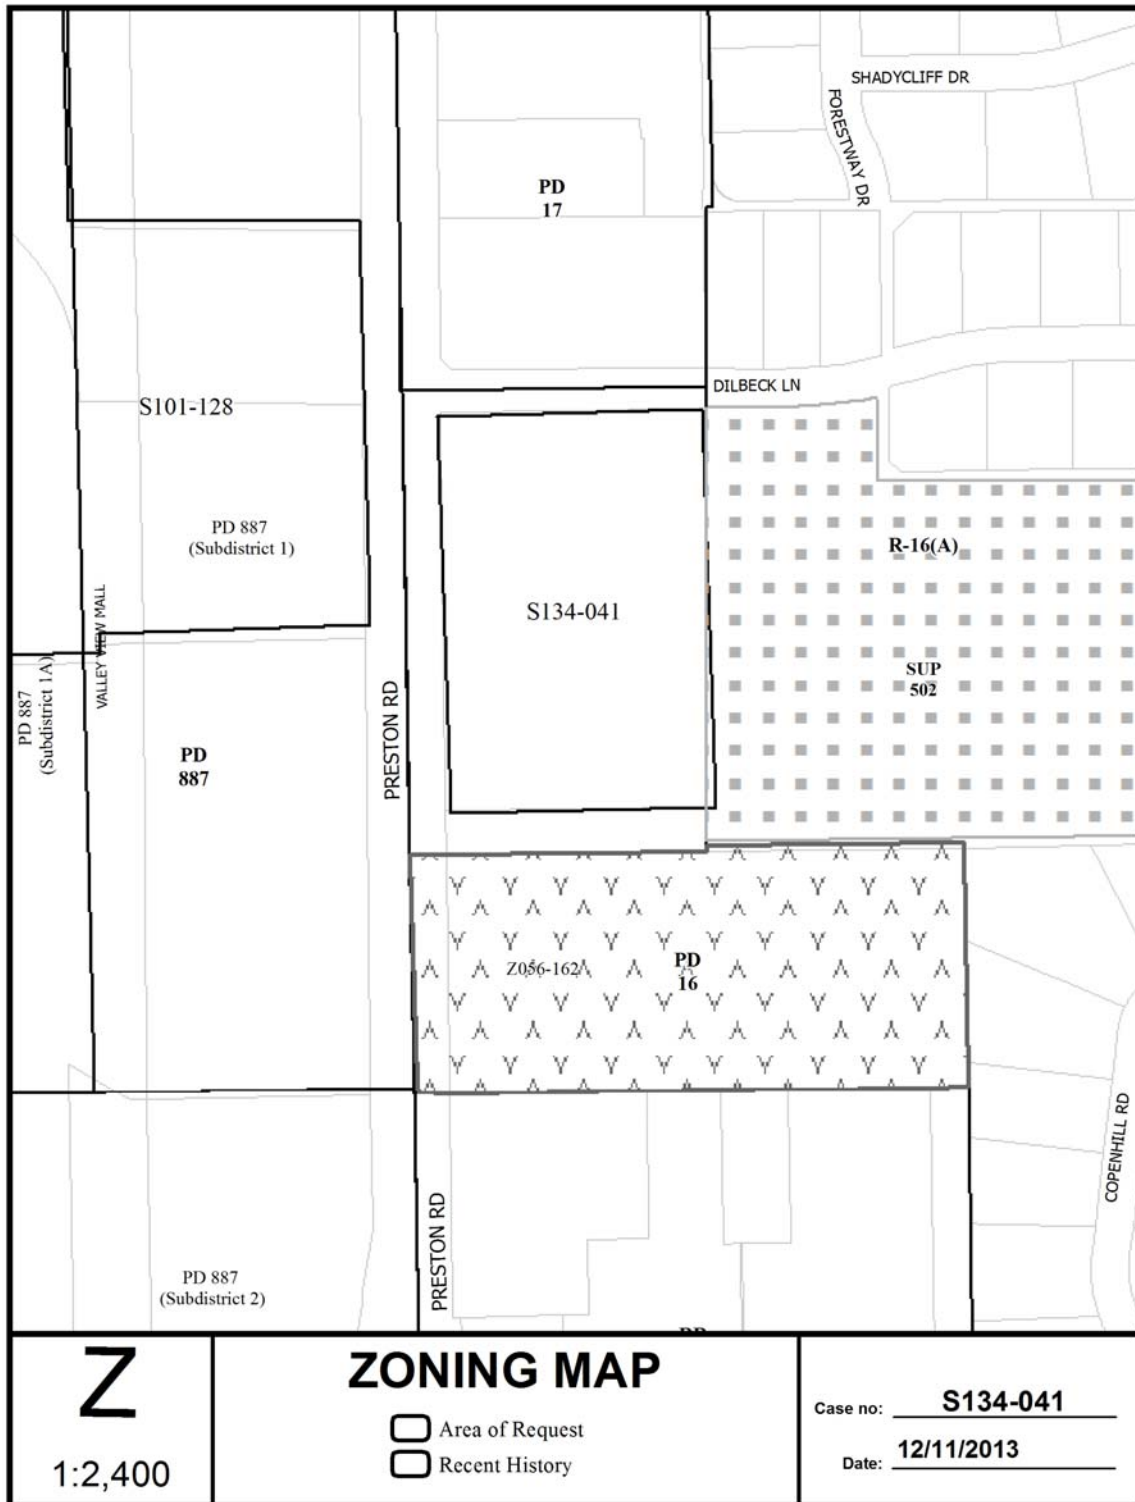 SHADYCLIFF DR
FORESTWAY DR
PD
17
DILBECK LN
S101-128
PD 887
(Subdistrict 1)
R-16(A)
S134-041
VALLEY VIEW MALL
PD 887
(Subdistrict 1A)
SUP
502
PRESTON RD
PD
887
Z056-162
PD
16
COPENHILL RD
PRESTON RD
PD 887
(Subdistrict 2)
Z
1:2,400
ZONING MAP
Area of Request
Recent History
Case no: S134-041
Date: 12/11/2013